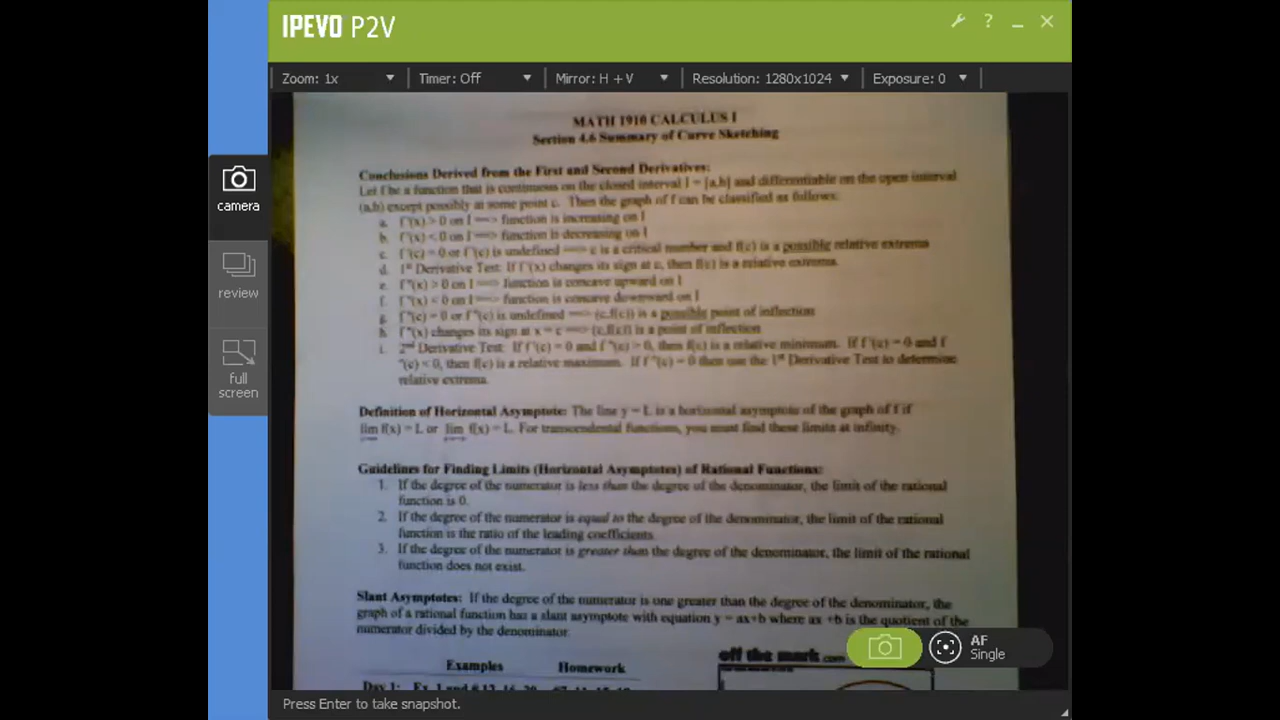 IPEVO P2V
Zoom: 1x
Timer: Off
Mirror: H + V
Resolution: 1280x1024
Exposure: 0
camera
review
full
screen
MATH 1910 CALCULUS I
Section 4.6 Summary of Curve Sketching
Conclusions Derived from the First and Second Derivatives:
Let f be a function that is continuous on the closed interval I = [a,b] and differentiable on the open interval
(a,b) except possibly at some point c. Then the graph of f can be classified as follows:
a. f '(x) > 0 on I ==> function is increasing on I
b. f '(x) < 0 on I ==> function is decreasing on I
c. f '(c) = 0 or f '(c) is undefined ==> c is a critical number and f(c) is a possible relative extrema
d. 1st Derivative Test: If f '(x) changes its sign at c, then f(c) is a relative extrema.
e. f "(x) > 0 on I ==> function is concave upward on I
f. f "(x) < 0 on I ==> function is concave downward on I
g. f "(c) = 0 or f "(c) is undefined ==> (c,f(c)) is a possible point of inflection
h. f "(x) changes its sign at x = c ==> (c,f(c)) is a point of inflection
i. 2nd Derivative Test: If f '(c) = 0 and f "(c) > 0, then f(c) is a relative minimum. If f '(c) = 0 and f
"(c) < 0, then f(c) is a relative maximum. If f "(c) = 0 then use the 1st Derivative Test to determine
relative extrema.
Definition of Horizontal Asymptote: The line y = L is a horizontal asymptote of the graph of f if
lim f(x) = L or lim f(x) = L. For transcendental functions, you must find these limits at infinity.
Guidelines for Finding Limits (Horizontal Asymptotes) of Rational Functions:
1. If the degree of the numerator is less than the degree of the denominator, the limit of the rational
function is 0.
2. If the degree of the numerator is equal to the degree of the denominator, the limit of the rational
function is the ratio of the leading coefficients.
3. If the degree of the numerator is greater than the degree of the denominator, the limit of the rational
function does not exist.
Slant Asymptotes: If the degree of the numerator is one greater than the degree of the denominator, the
graph of a rational function has a slant asymptote with equation y = ax+b where ax +b is the quotient of the
numerator divided by the denominator.
Examples Homework
off the mark.com
Day 1: Ex. 1 and
AF
Single
Press Enter to take snapshot.